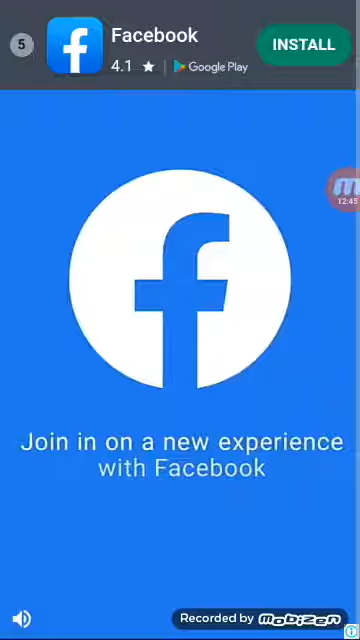 5
Facebook
4.1 ★ | Google Play
INSTALL
12:45
Join in on a new experience
with Facebook
Recorded by Mobizen